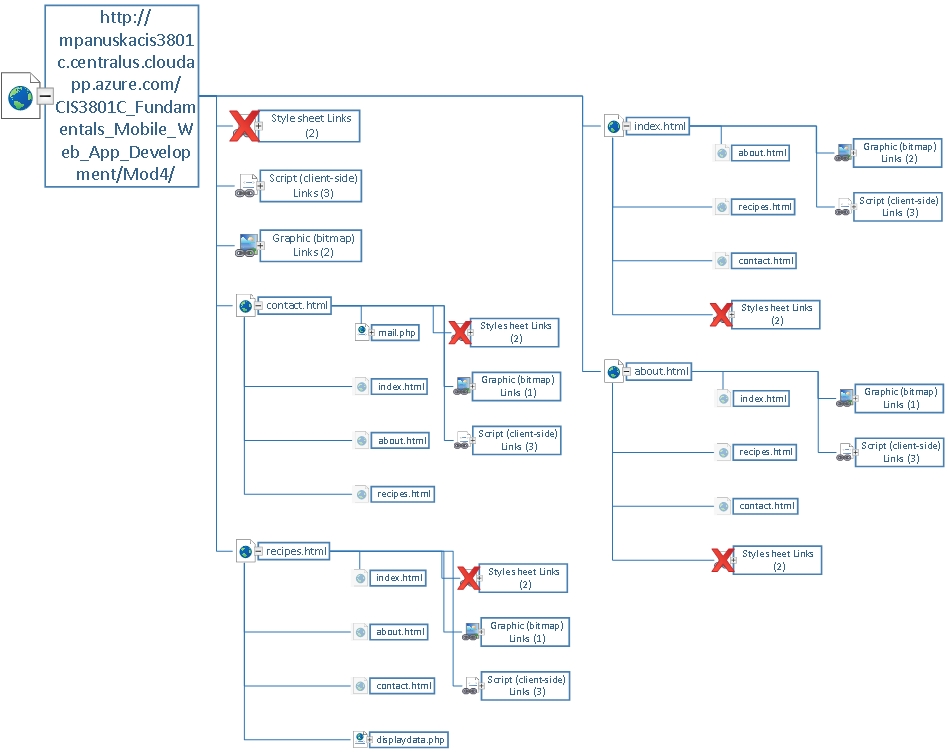 http://
mpanuskacis3801
c.centralus.clouda
pp.azure.com/
CIS3801C_Fundam
entals_Mobile_W
eb_App_Develop
ment/Mod4/
Style sheet Links
(2)
Script (client-side)
Links (3)
Graphic (bitmap)
Links (2)
contact.html
mail.php
index.html
about.html
recipes.html
Style sheet Links
(2)
Graphic (bitmap)
Links (1)
Script (client-side)
Links (3)
recipes.html
index.html
about.html
contact.html
displaydata.php
Style sheet Links
(2)
Graphic (bitmap)
Links (1)
Script (client-side)
Links (3)
index.html
about.html
recipes.html
contact.html
Style sheet Links
(2)
Graphic (bitmap)
Links (2)
Script (client-side)
Links (3)
about.html
index.html
recipes.html
contact.html
Style sheet Links
(2)
Graphic (bitmap)
Links (1)
Script (client-side)
Links (3)